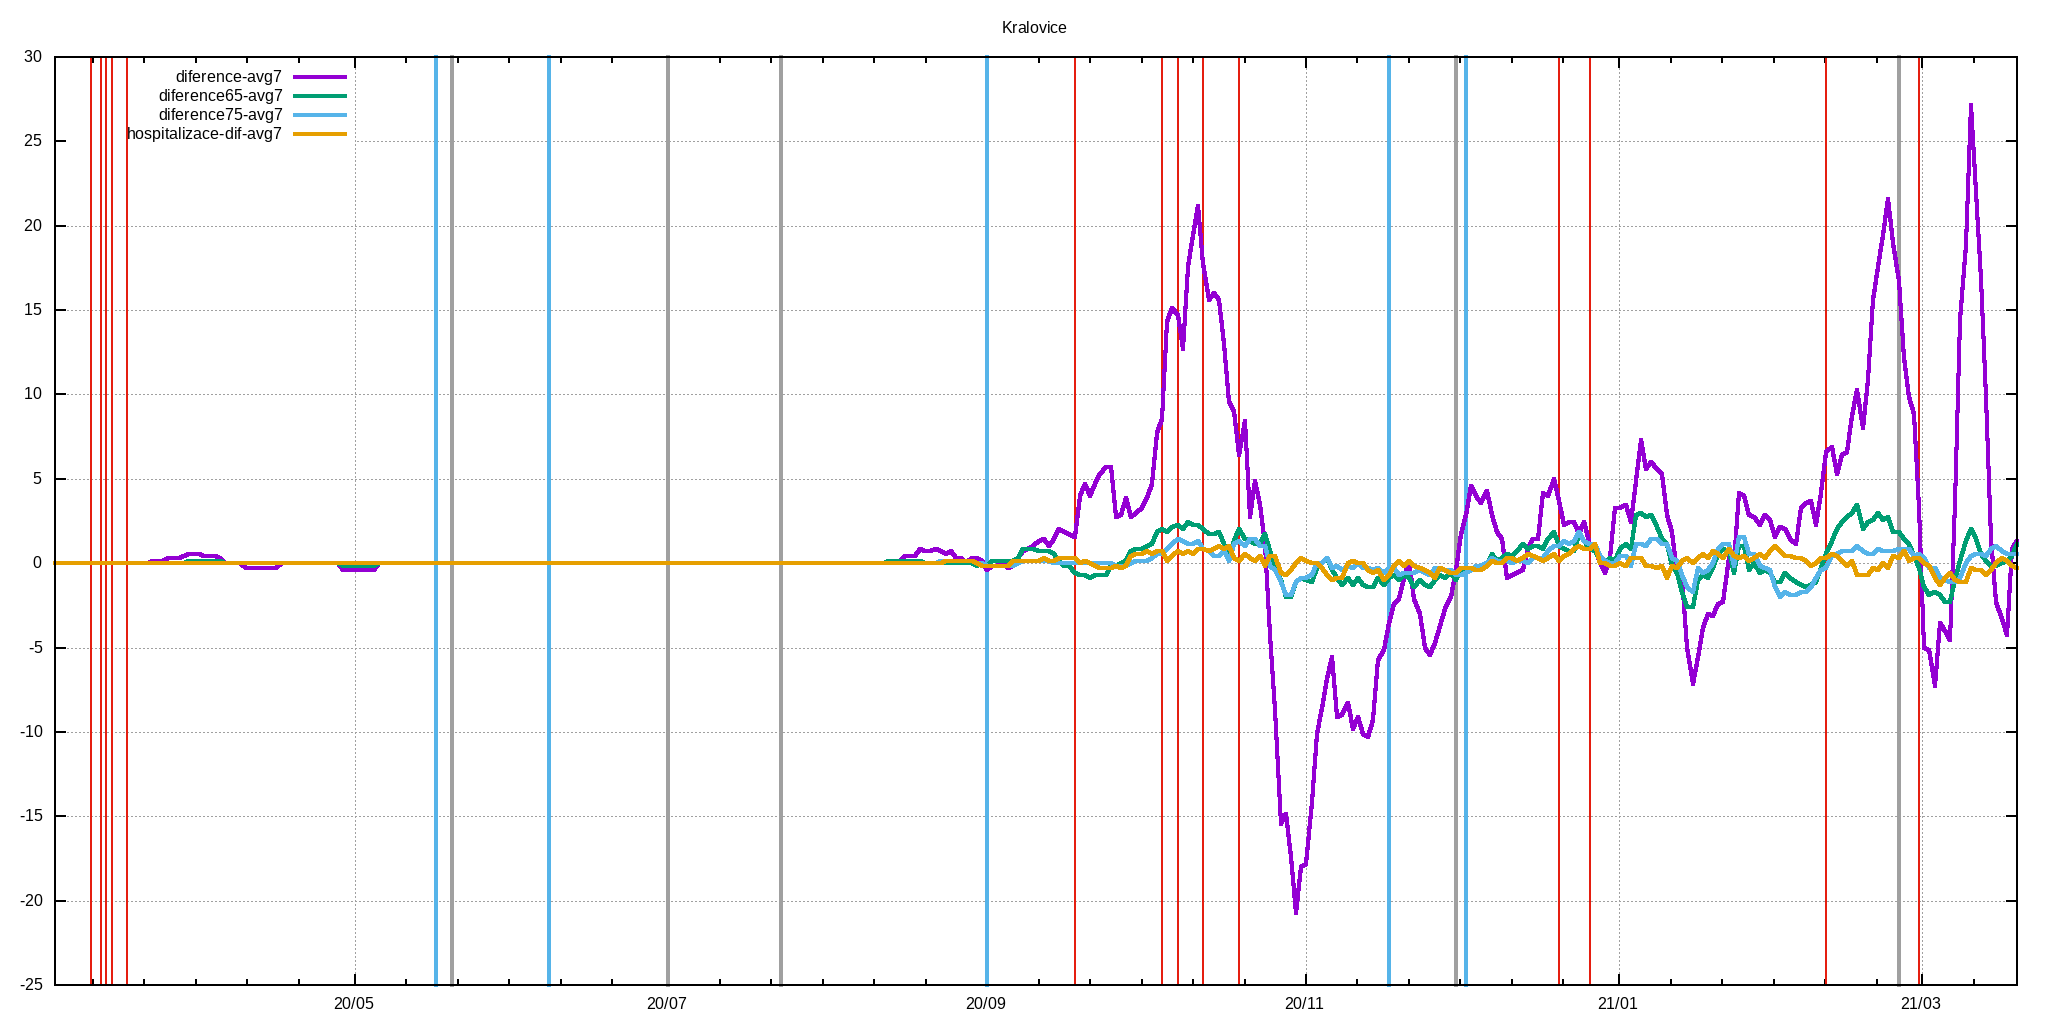 Kralovice
diference-avg7
diference65-avg7
diference75-avg7
hospitalizace-dif-avg7
30
25
20
15
10
5
0
-5
-10
-15
-20
-25
20/05 20/07 20/09 20/11 21/01 21/03